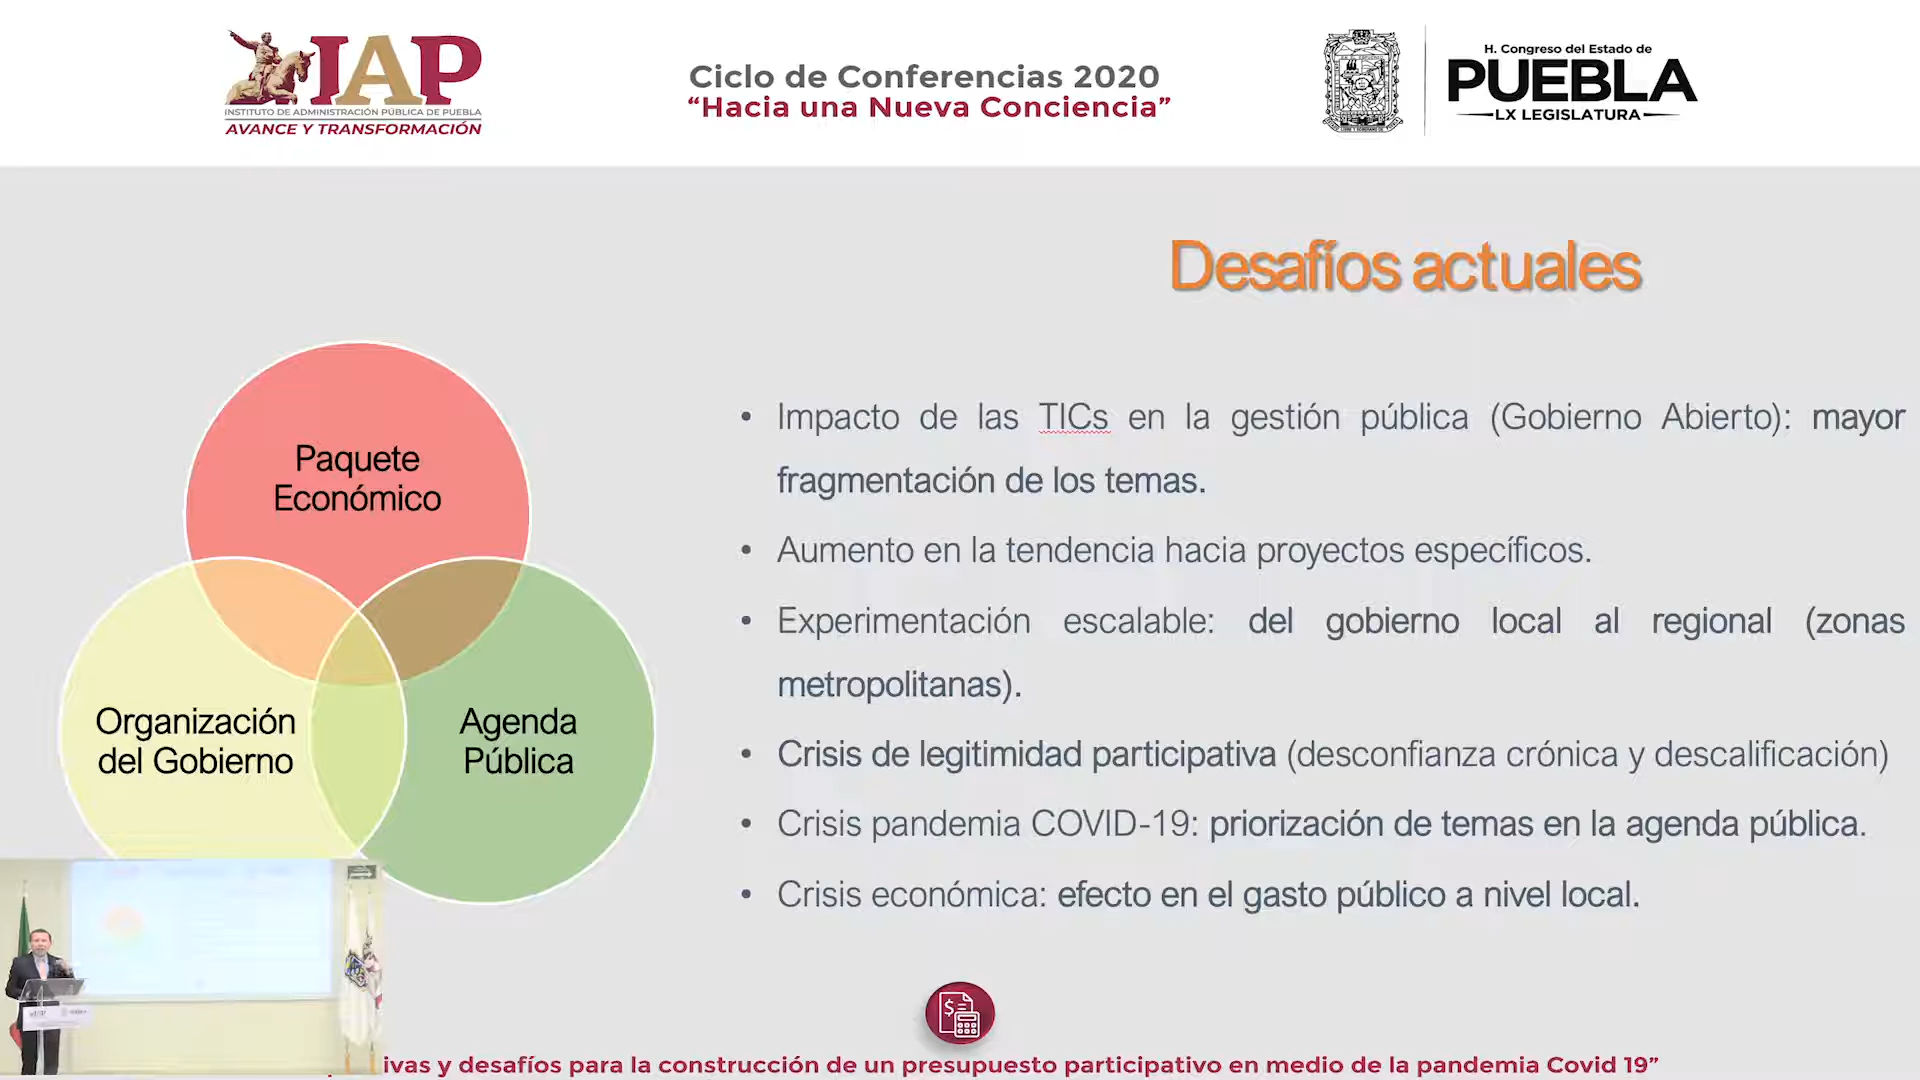 IAP
INSTITUTO DE ADMINISTRACIÓN PÚBLICA DE PUEBLA
AVANCE Y TRANSFORMACIÓN
Ciclo de Conferencias 2020
“Hacia una Nueva Conciencia”
H. Congreso del Estado de
PUEBLA
LX LEGISLATURA
Desafíos actuales
Paquete
Económico
Organización
del Gobierno
Agenda
Pública
• Impacto de las TICs en la gestión pública (Gobierno Abierto): mayor
fragmentación de los temas.
• Aumento en la tendencia hacia proyectos específicos.
• Experimentación escalable: del gobierno local al regional (zonas
metropolitanas).
• Crisis de legitimidad participativa (desconfianza crónica y descalificación)
• Crisis pandemia COVID-19: priorización de temas en la agenda pública.
• Crisis económica: efecto en el gasto público a nivel local.
ivas y desafíos para la construcción de un presupuesto participativo en medio de la pandemia Covid 19”